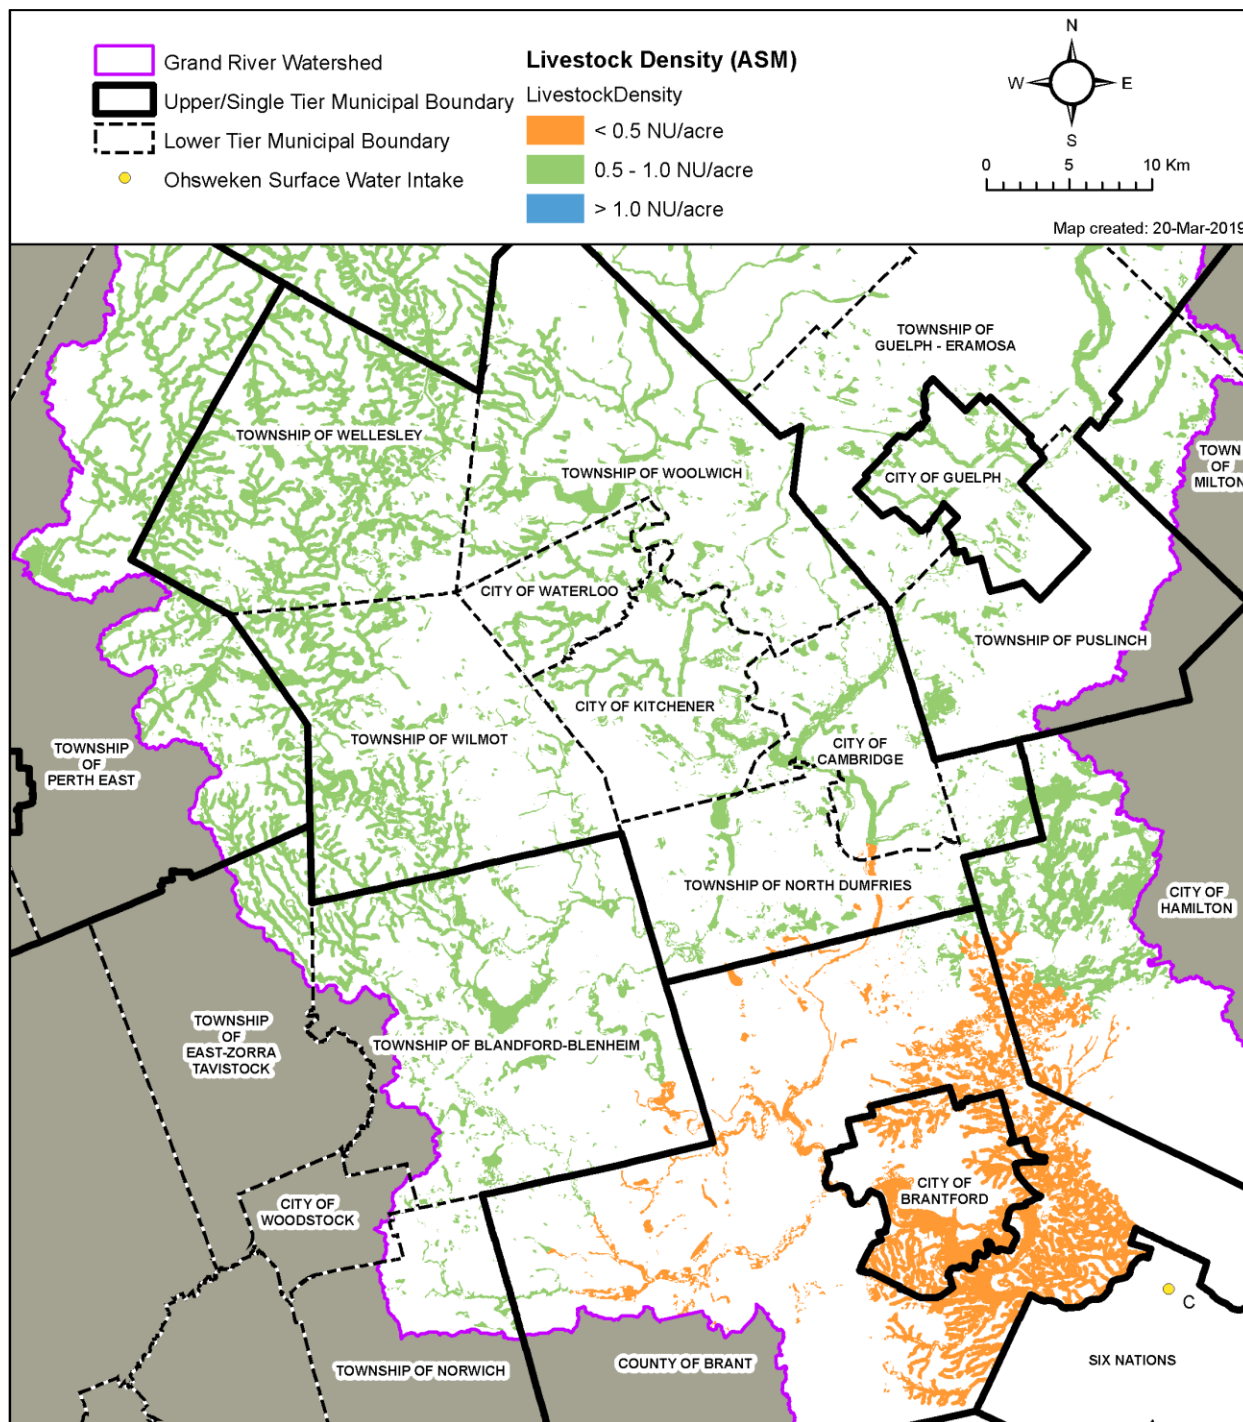 Grand River Watershed
Upper/Single Tier Municipal Boundary
Lower Tier Municipal Boundary
Ohsweken Surface Water Intake
Livestock Density (ASM)
LivestockDensity
< 0.5 NU/acre
0.5 - 1.0 NU/acre
> 1.0 NU/acre
N
W
E
S
0 5 10 Km
Map created: 20-Mar-2019
TOWNSHIP OF
GUELPH - ERAMOSA
TOWNSHIP OF WELLESLEY
TOWNSHIP OF WOOLWICH
CITY OF GUELPH
TOWN
OF
MILTON
CITY OF WATERLOO
TOWNSHIP OF PUSLINCH
CITY OF KITCHENER
TOWNSHIP OF WILMOT
CITY OF
CAMBRIDGE
TOWNSHIP
OF
PERTH EAST
TOWNSHIP OF NORTH DUMFRIES
CITY OF
HAMILTON
TOWNSHIP
OF
EAST-ZORRA
TAVISTOCK
TOWNSHIP OF BLANDFORD-BLENHEIM
CITY OF
BRANTFORD
CITY OF
WOODSTOCK
C
TOWNSHIP OF NORWICH
COUNTY OF BRANT
SIX NATIONS